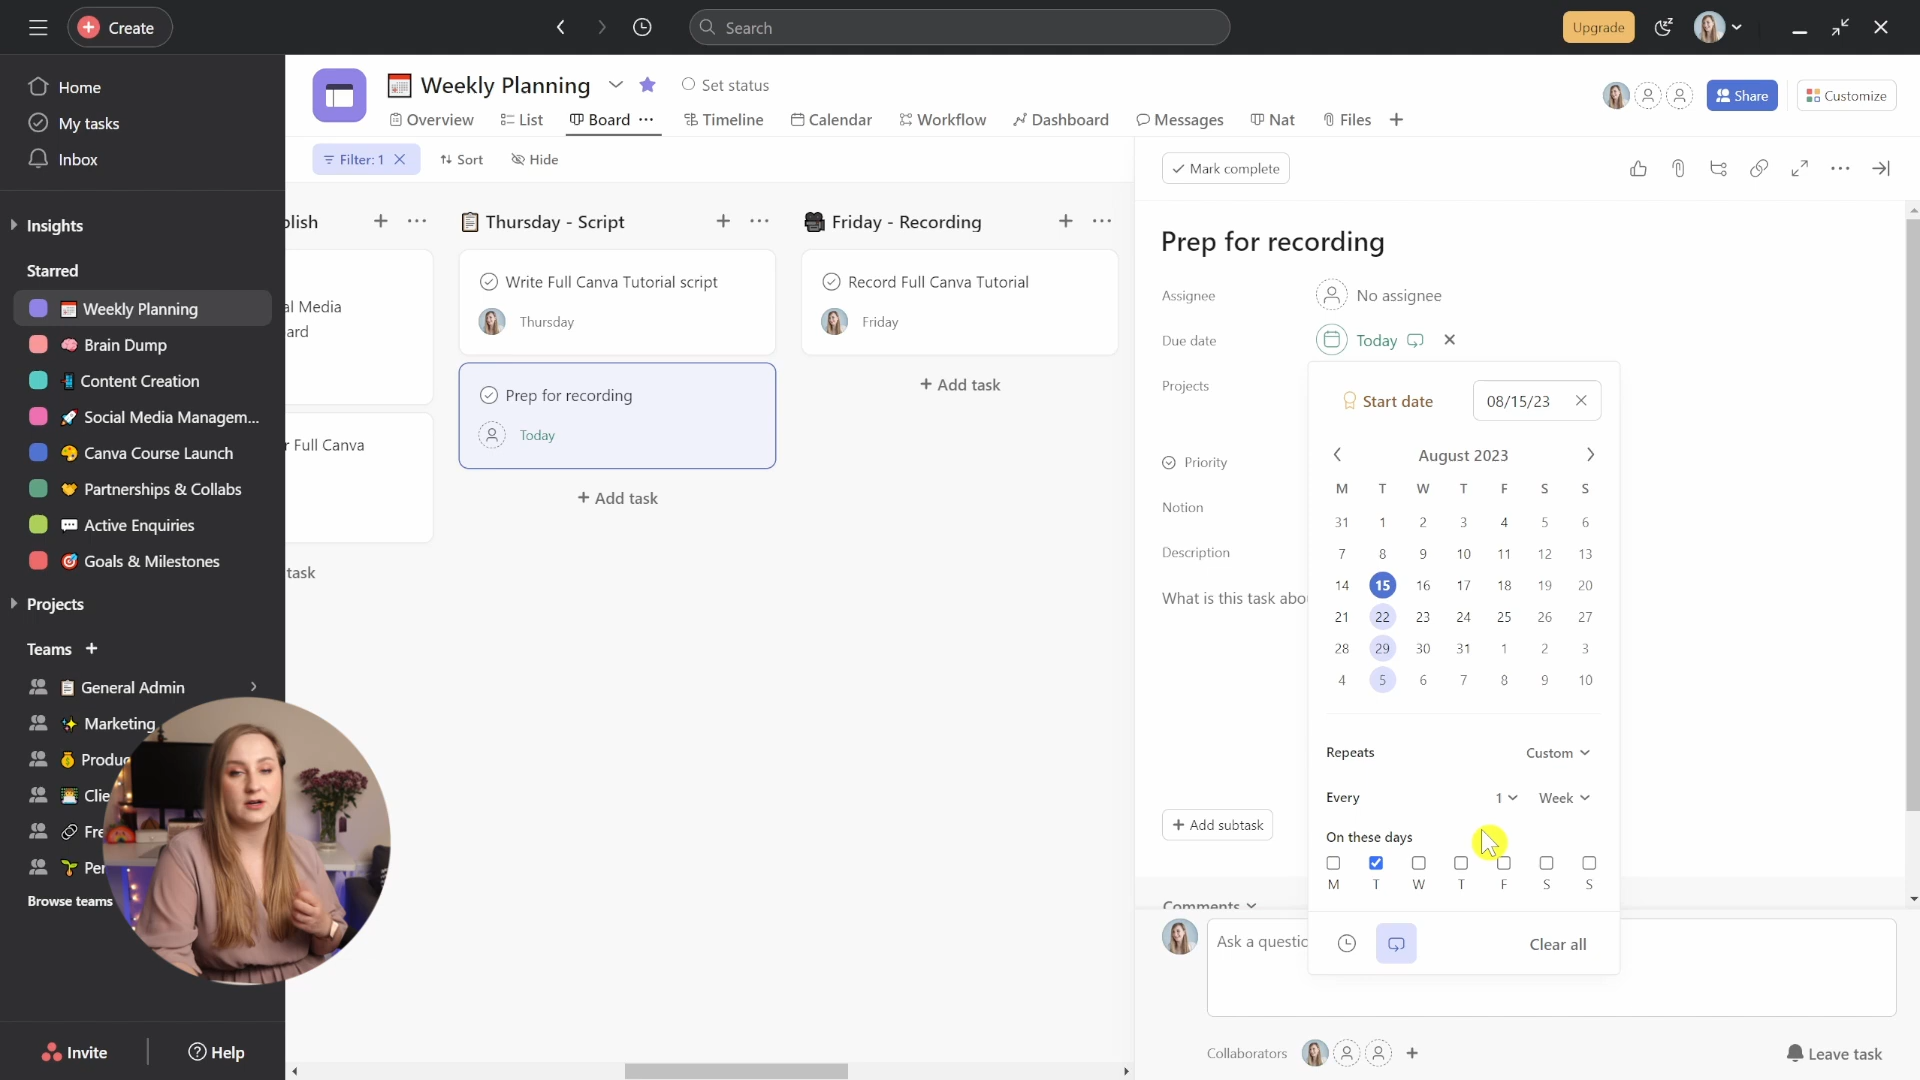 Create
Search
Upgrade
Home
My tasks
Inbox
Insights
Starred
Weekly Planning
Brain Dump
Content Creation
Social Media Managem...
Canva Course Launch
Partnerships & Collabs
Active Enquiries
Goals & Milestones
Projects
Teams +
General Admin
Marketing
Produc
Clie
Fre
Per
Browse teams
Invite
Help
Weekly Planning
Set status
Share
Customize
Overview List Board ... Timeline Calendar Workflow Dashboard Messages Nat Files +
Filter: 1
Sort
Hide
blish
al Media
ard
r Full Canva
task
Thursday - Script
Write Full Canva Tutorial script
Thursday
Prep for recording
Today
+ Add task
Friday - Recording
Record Full Canva Tutorial
Friday
+ Add task
Mark complete
Prep for recording
Assignee
No assignee
Due date
Today
Projects
Priority
Notion
Description
What is this task abo
+ Add subtask
Comments
Ask a questic
Collaborators
Leave task
Start date
08/15/23
August 2023
M T W T F S S
31 1 2 3 4 5 6
7 8 9 10 11 12 13
14 15 16 17 18 19 20
21 22 23 24 25 26 27
28 29 30 31 1 2 3
4 5 6 7 8 9 10
Repeats
Custom
Every
1
Week
On these days
M T W T F S S
Clear all